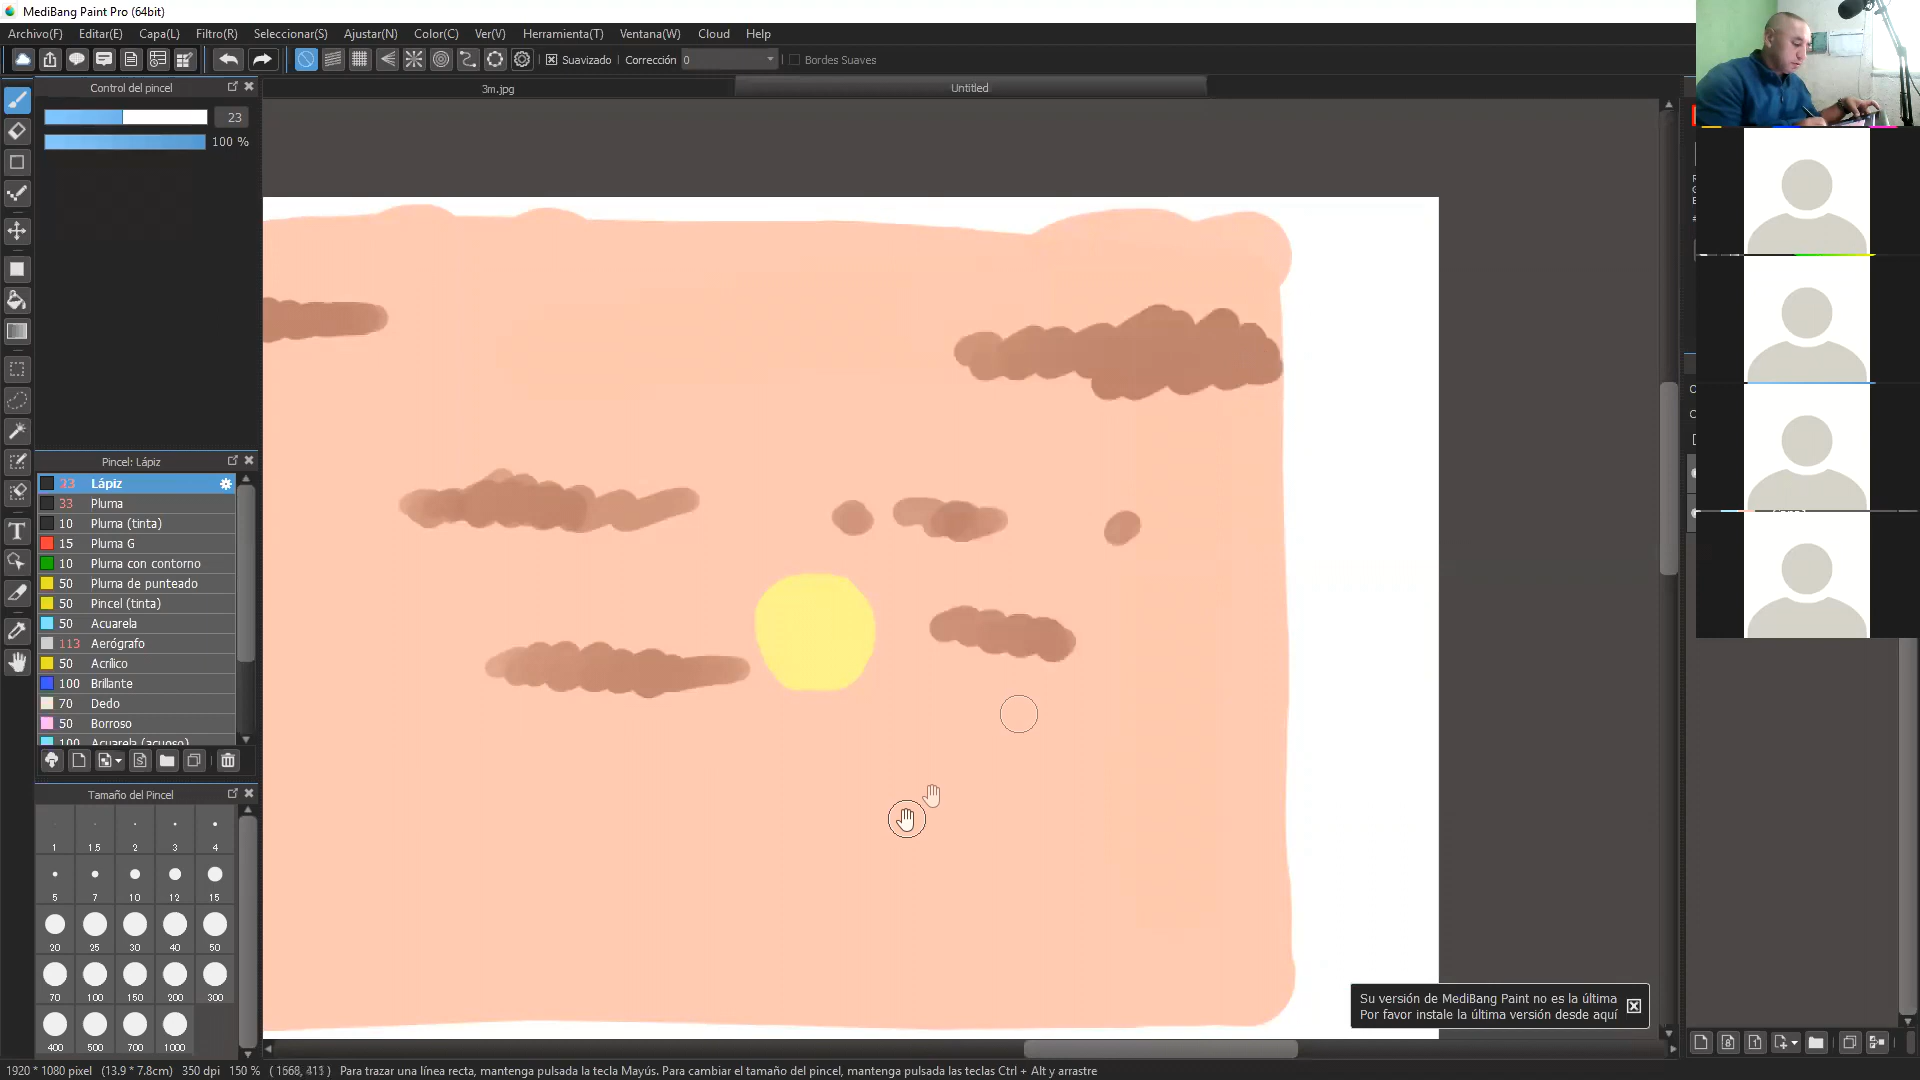 MediBang Paint Pro (64bit)
Archivo(F) Editar(E) Capa(L) Filtro(R) Seleccionar(S) Ajustar(N) Color(C) Ver(V) Herramienta(T) Ventana(W) Cloud Help
Suavizado Corrección 0 Bordes Suaves
Control del pincel
3m.jpg Untitled
23
100 %
Pincel: Lápiz
23 Lápiz
33 Pluma
10 Pluma (tinta)
15 Pluma G
10 Pluma con contorno
50 Pluma de punteado
50 Pincel (tinta)
50 Acuarela
113 Aerógrafo
50 Acrílico
100 Brillante
70 Dedo
50 Borroso
100 Acuarela (acuoso)
Tamaño del Pincel
1 1.5 2 3 4
5 7 10 12 15
20 25 30 40 50
70 100 150 200 300
400 500 700 1000
Su versión de MediBang Paint no es la última
Por favor instale la última versión desde aquí
1920 * 1080 pixel (13.9 * 7.8cm) 350 dpi 150 % Para trazar una línea recta, mantenga pulsada la tecla Mayús. Para cambiar el tamaño del pincel, mantenga pulsada las teclas Ctrl + Alt y arrastre